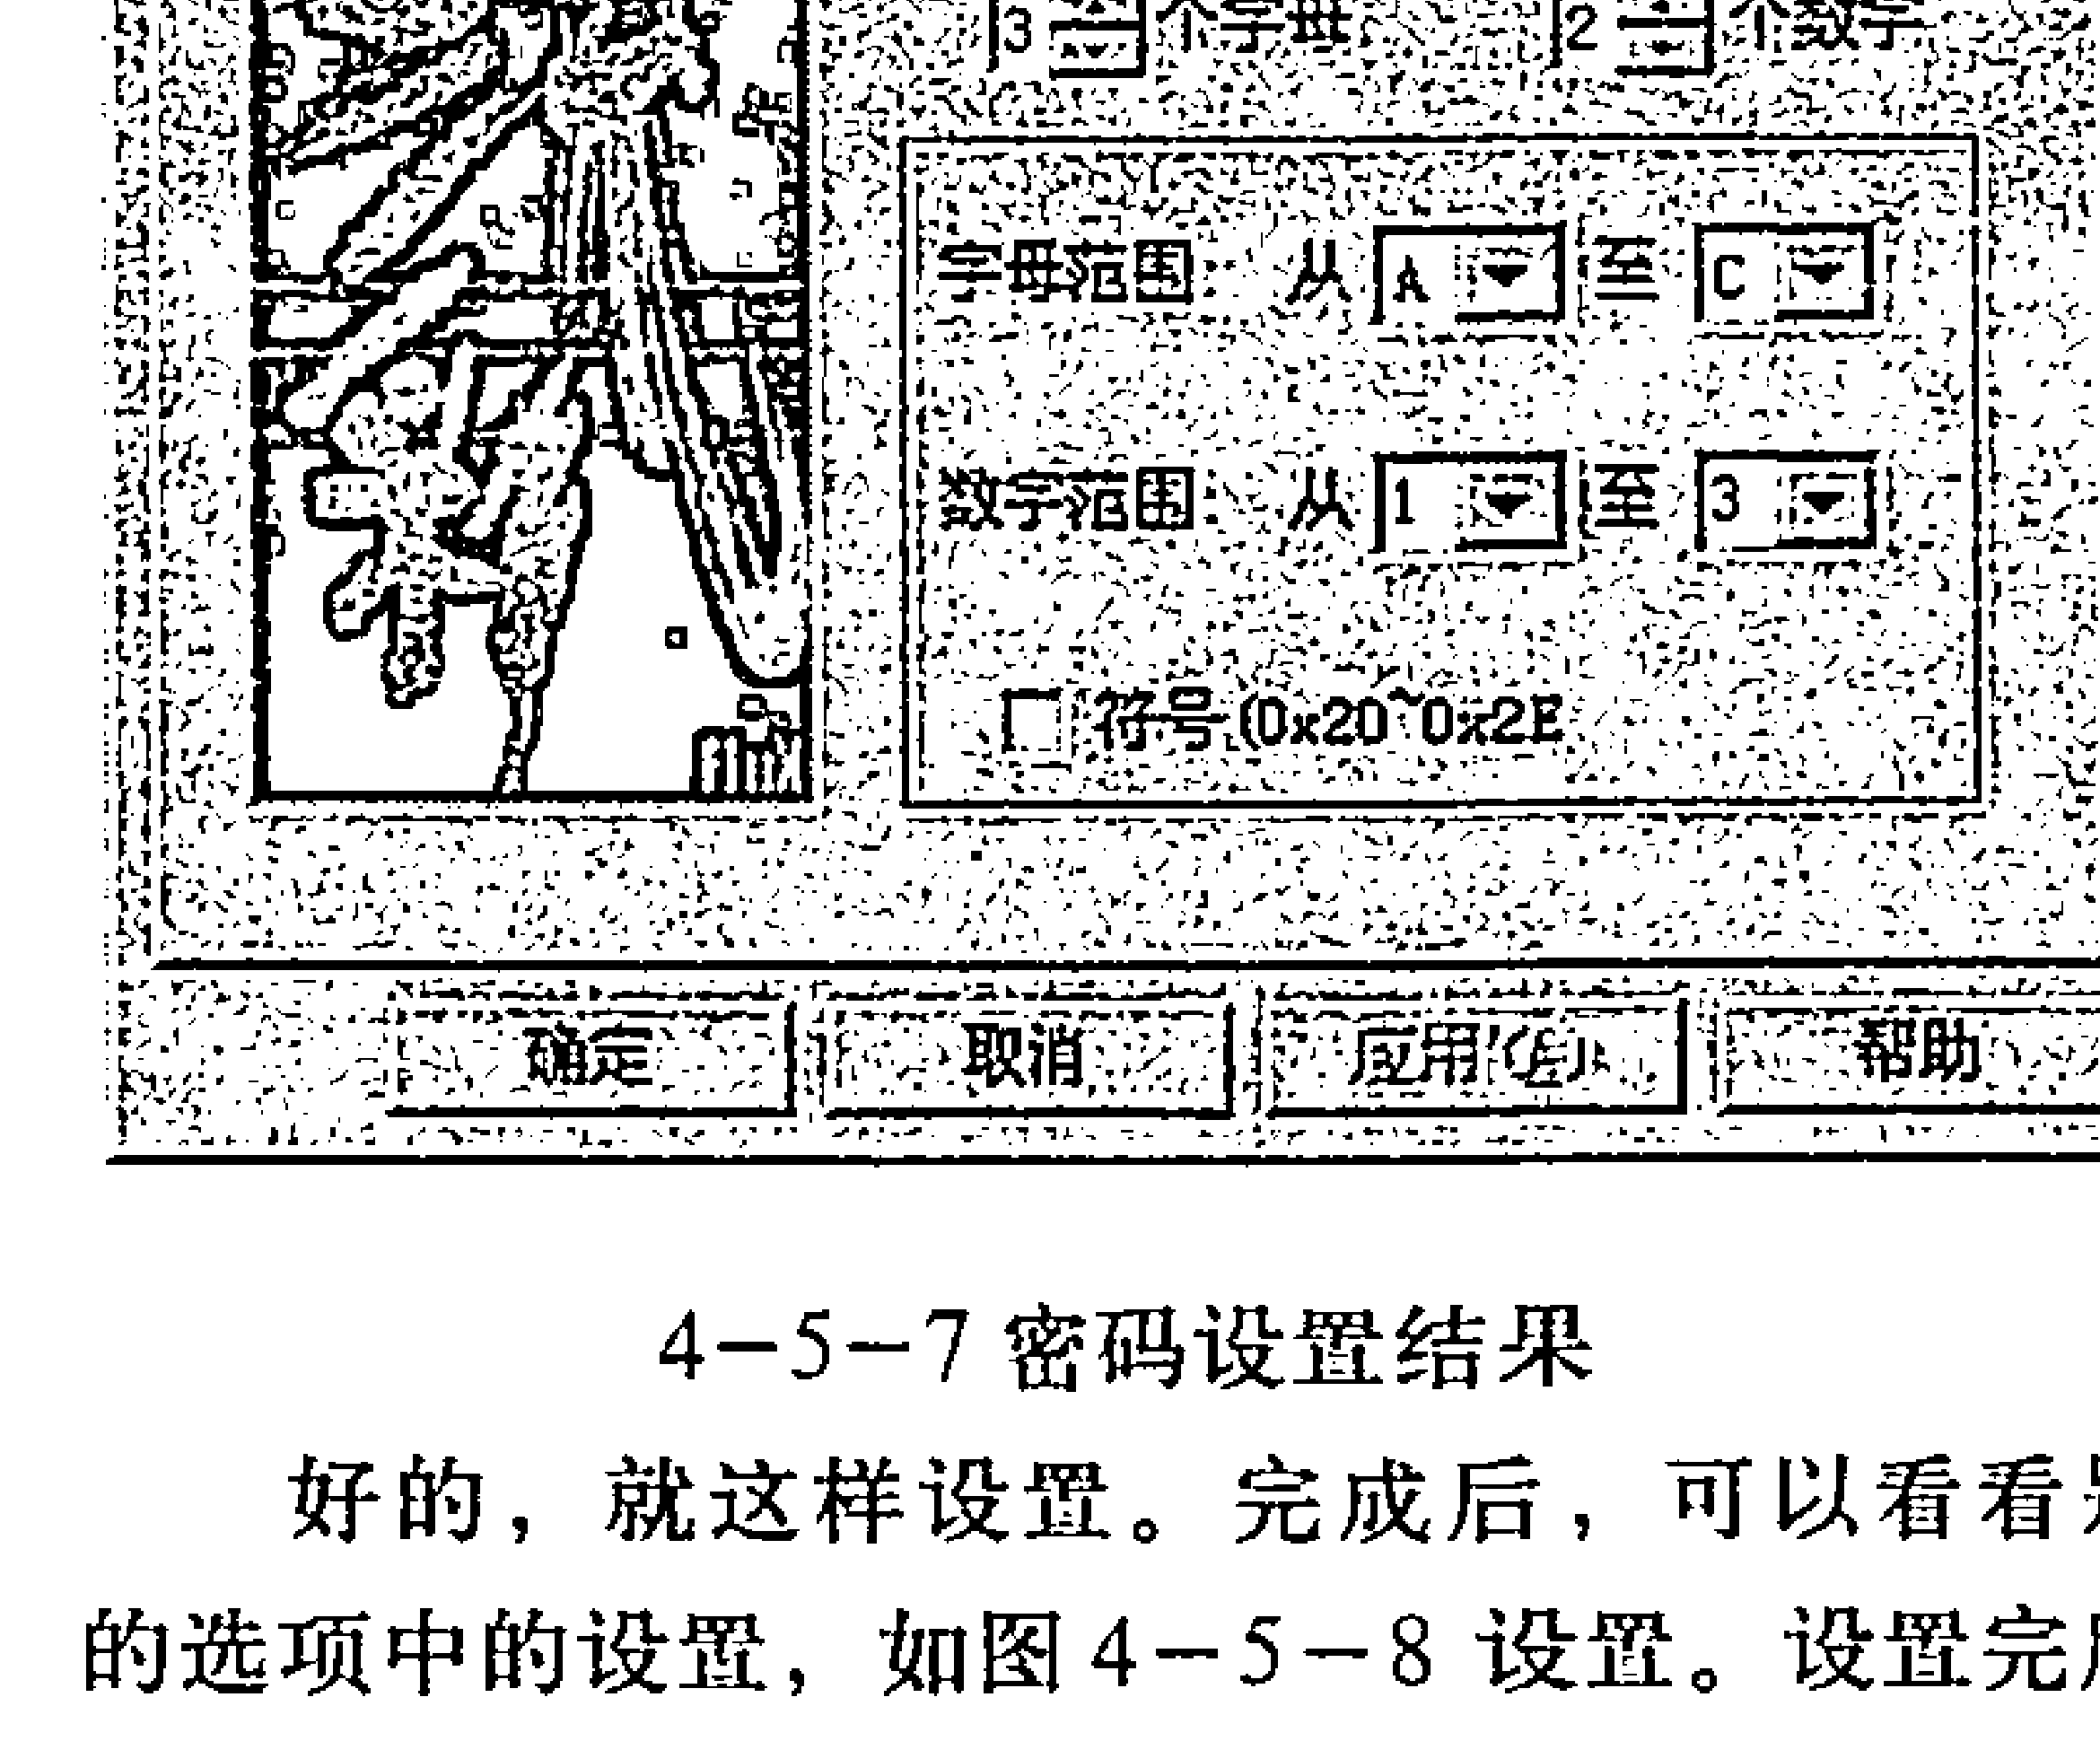 3 个字母 2 个数字
字母范围 从 A 至 C
数字范围 从 1 至 3
符号(0x20~0x2E
确定 取消 应用(A) 帮助
4-5-7 密码设置结果
好的，就这样设置。完成后，可以看看
的选项中的设置，如图 4-5-8 设置。设置完